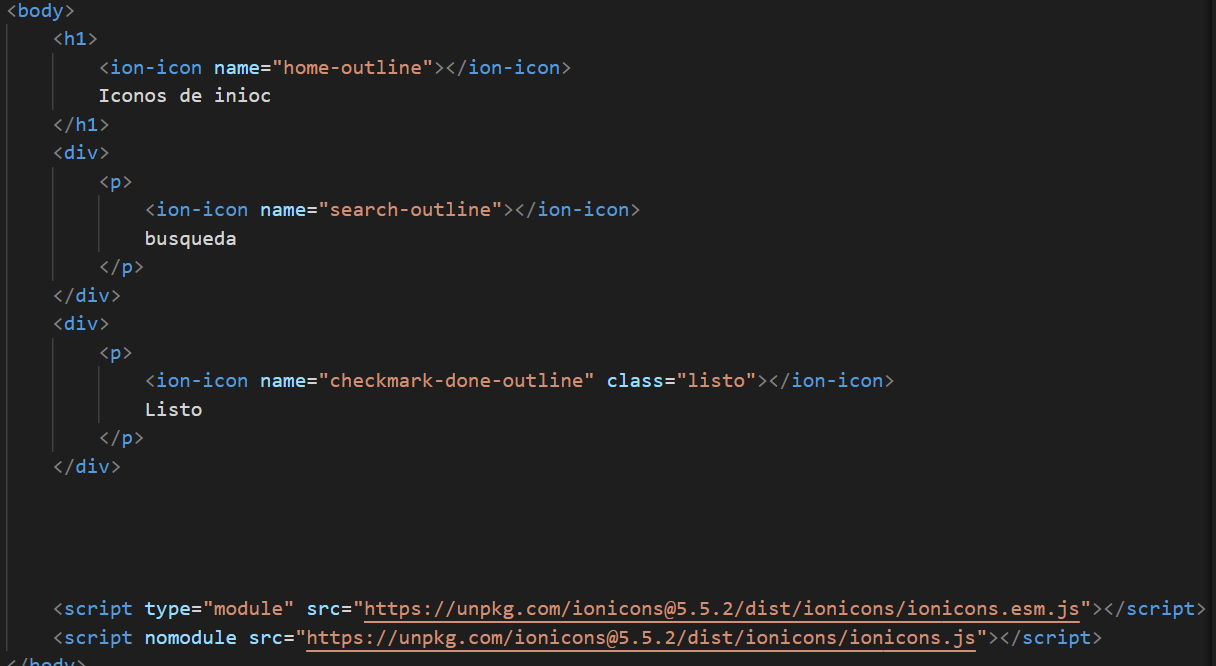 <body>
<h1>
<ion-icon name="home-outline"></ion-icon>
Iconos de inioc
</h1>
<div>
<p>
<ion-icon name="search-outline"></ion-icon>
busqueda
</p>
</div>
<div>
<p>
<ion-icon name="checkmark-done-outline" class="listo"></ion-icon>
Listo
</p>
</div>
<script type="module" src="https://unpkg.com/ionicons@5.5.2/dist/ionicons/ionicons.esm.js"></script>
<script nomodule src="https://unpkg.com/ionicons@5.5.2/dist/ionicons/ionicons.js"></script>
</body>